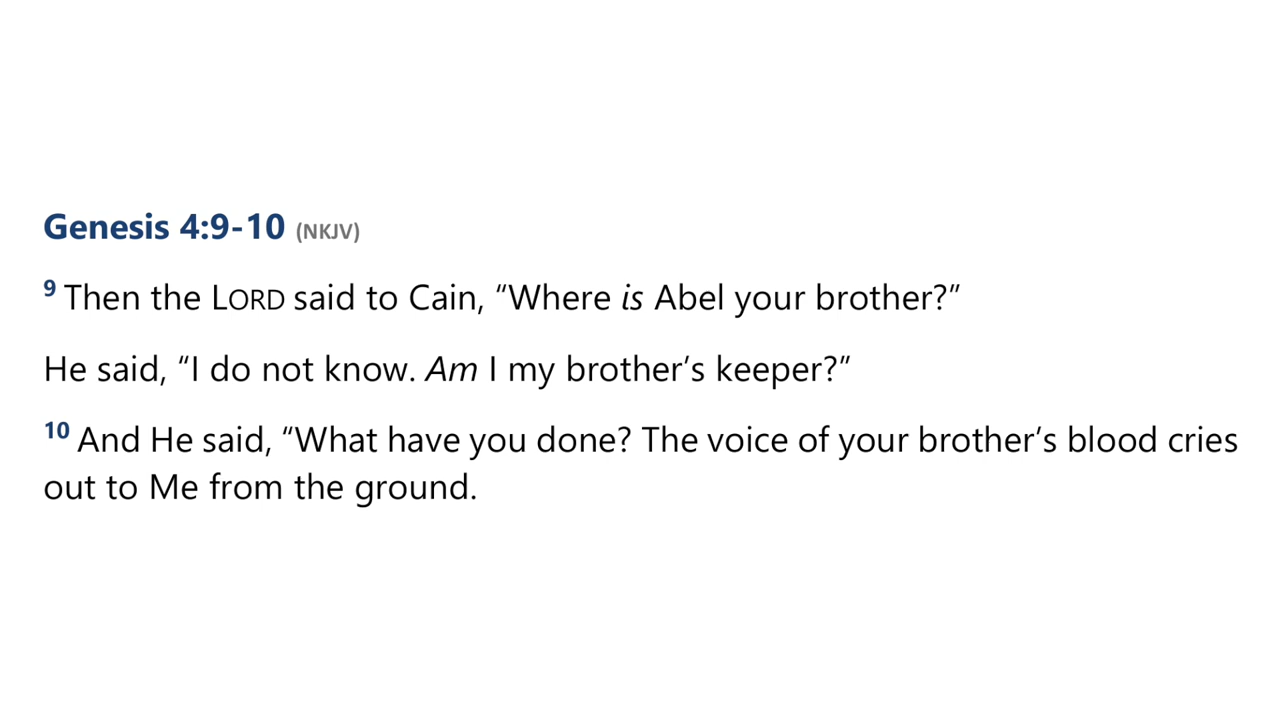 Genesis 4:9-10 (NKJV)
9 Then the LORD said to Cain, “Where is Abel your brother?”
He said, “I do not know. Am I my brother’s keeper?”
10 And He said, “What have you done? The voice of your brother’s blood cries
out to Me from the ground.